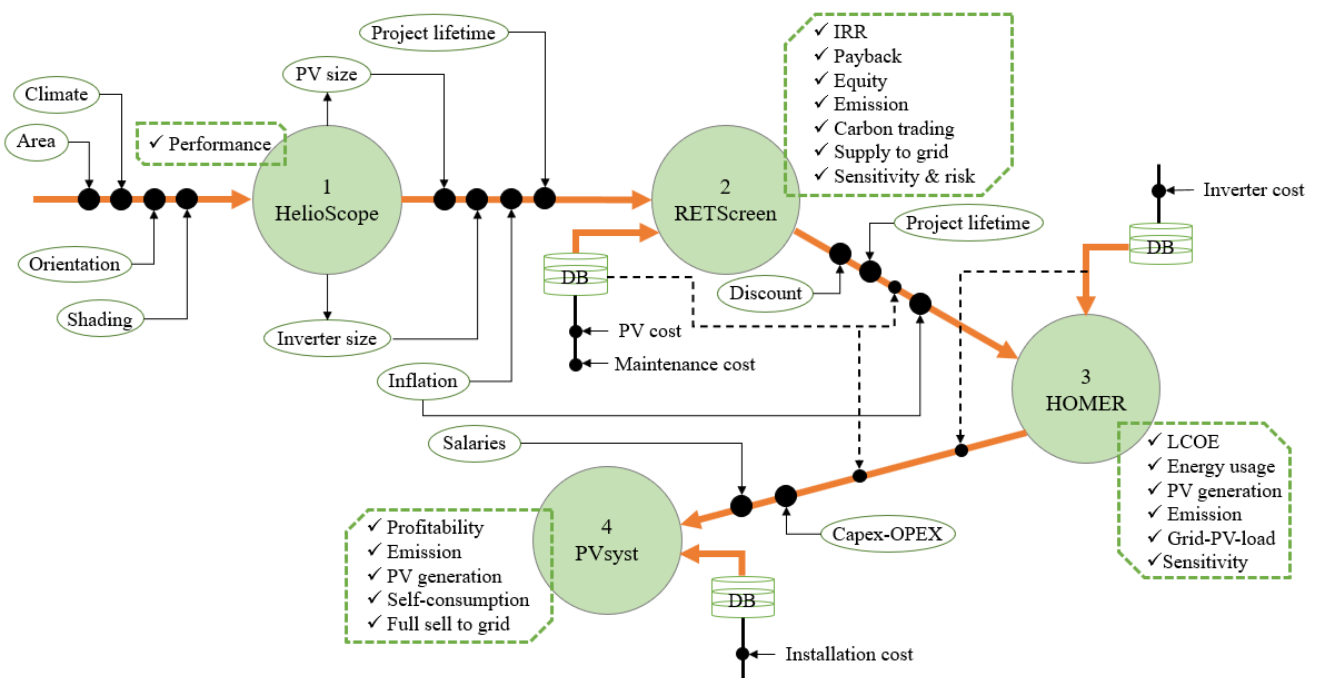 Project lifetime
✓ IRR
✓ Payback
✓ Equity
✓ Emission
✓ Carbon trading
✓ Supply to grid
✓ Sensitivity & risk
PV size
Climate
Area
✓ Performance
1
HelioScope
2
RETScreen
Inverter cost
DB
Project lifetime
Orientation
Shading
DB
Discount
Inverter size
PV cost
Inflation
Maintenance cost
3
HOMER
Salaries
✓ LCOE
✓ Energy usage
✓ PV generation
✓ Emission
✓ Grid-PV-load
✓Sensitivity
4
PVsyst
✓ Profitability
✓ Emission
✓ PV generation
✓ Self-consumption
✓ Full sell to grid
Capex-OPEX
DB
Installation cost